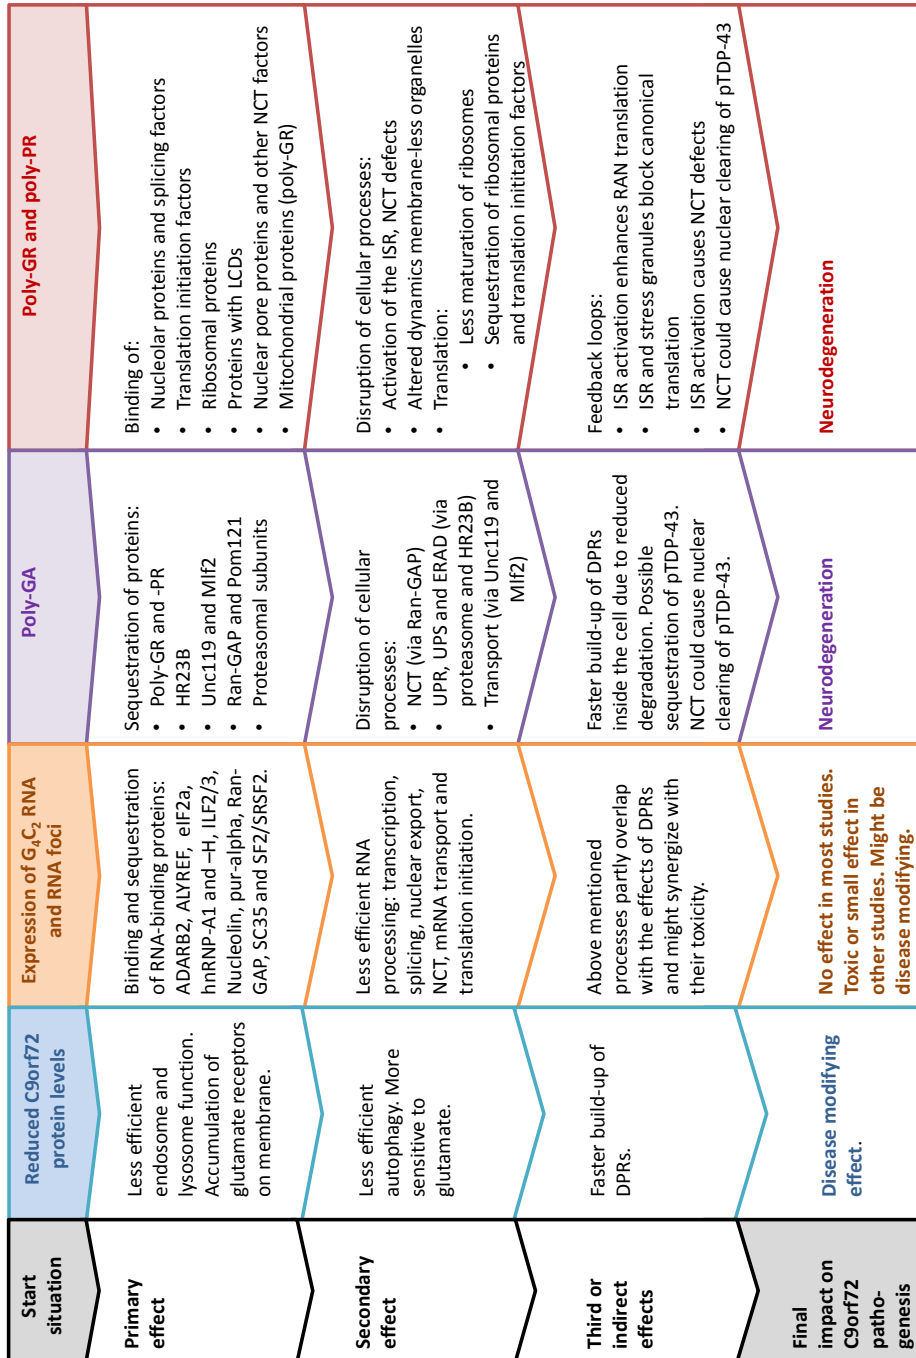 Start
situation
Reduced C9orf72
protein levels
Expression of G₄C₂ RNA
and RNA foci
Poly-GA
Poly-GR and poly-PR
Primary
effect
Less efficient
endosome and
lysosome function.
Accumulation of
glutamate receptors
on membrane.
Binding and sequestration
of RNA-binding proteins:
ADARB2, ALYREF, eIF2a,
hnRNP-A1 and –H, ILF2/3,
Nucleolin, pur-alpha, Ran-
GAP, SC35 and SF2/SRSF2.
Sequestration of proteins:
• Poly-GR and -PR
• HR23B
• Unc119 and Mlf2
• Ran-GAP and Pom121
• Proteasomal subunits
Binding of:
• Nucleolar proteins and splicing factors
• Translation initiation factors
• Ribosomal proteins
• Proteins with LCDs
• Nuclear pore proteins and other NCT factors
• Mitochondrial proteins (poly-GR)
Secondary
effect
Less efficient
autophagy. More
sensitive to
glutamate.
Less efficient RNA
processing: transcription,
splicing, nuclear export,
NCT, mRNA transport and
translation initiation.
Disruption of cellular
processes:
• NCT (via Ran-GAP)
• UPR, UPS and ERAD (via
proteasome and HR23B)
• Transport (via Unc119 and
Mlf2)
Disruption of cellular processes:
• Activation of the ISR, NCT defects
• Altered dynamics membrane-less organelles
• Translation:
• Less maturation of ribosomes
• Sequestration of ribosomal proteins
and translation inititation factors
Third or
indirect
effects
Faster build-up of
DPRs.
Above mentioned
processes partly overlap
with the effects of DPRs
and might synergize with
their toxicity.
Faster build-up of DPRs
inside the cell due to reduced
degradation. Possible
sequestration of pTDP-43.
NCT could cause nuclear
clearing of pTDP-43.
Feedback loops:
• ISR activation enhances RAN translation
• ISR and stress granules block canonical
translation
• ISR activation causes NCT defects
• NCT could cause nuclear clearing of pTDP-43
Final
impact on
C9orf72
patho-
genesis
Disease modifying
effect.
No effect in most studies.
Toxic or small effect in
other studies. Might be
disease modifying.
Neurodegeneration
Neurodegeneration